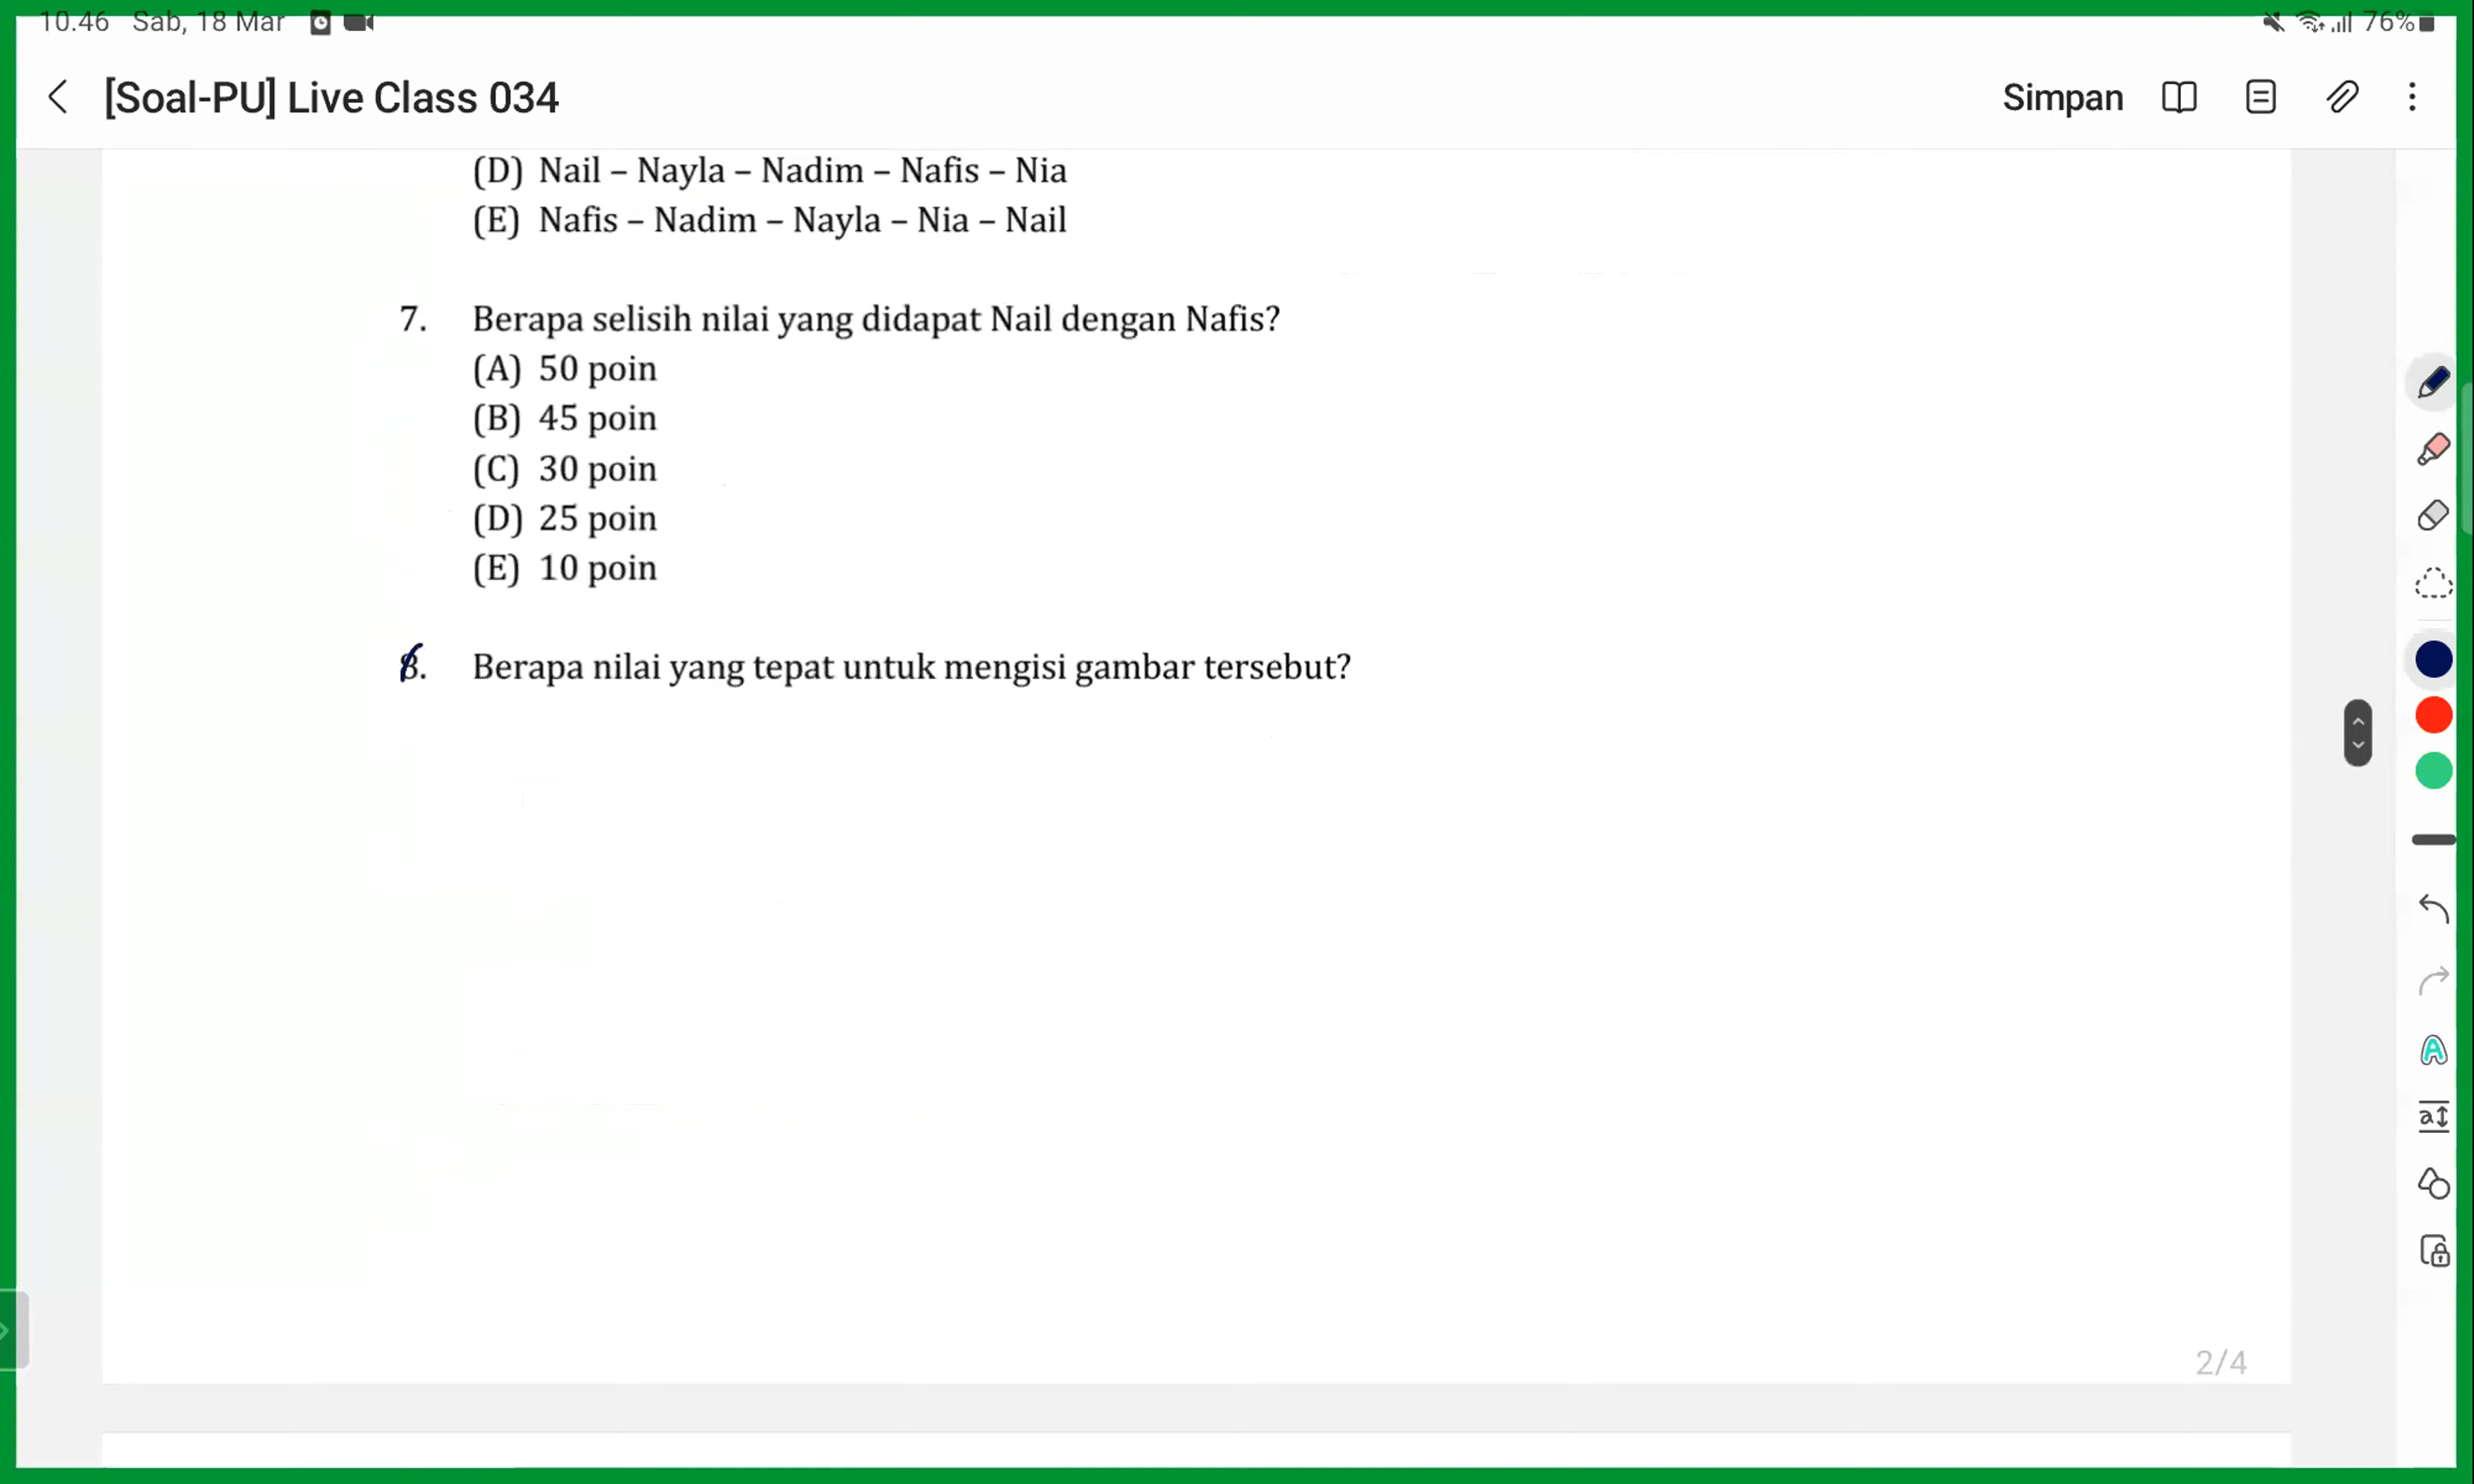 10.46 Sab, 18 Mar
76%
[Soal-PU] Live Class 034
Simpan
(D) Nail – Nayla – Nadim – Nafis – Nia
(E) Nafis – Nadim – Nayla – Nia – Nail
7. Berapa selisih nilai yang didapat Nail dengan Nafis?
(A) 50 poin
(B) 45 poin
(C) 30 poin
(D) 25 poin
(E) 10 poin
8. Berapa nilai yang tepat untuk mengisi gambar tersebut?
2/4